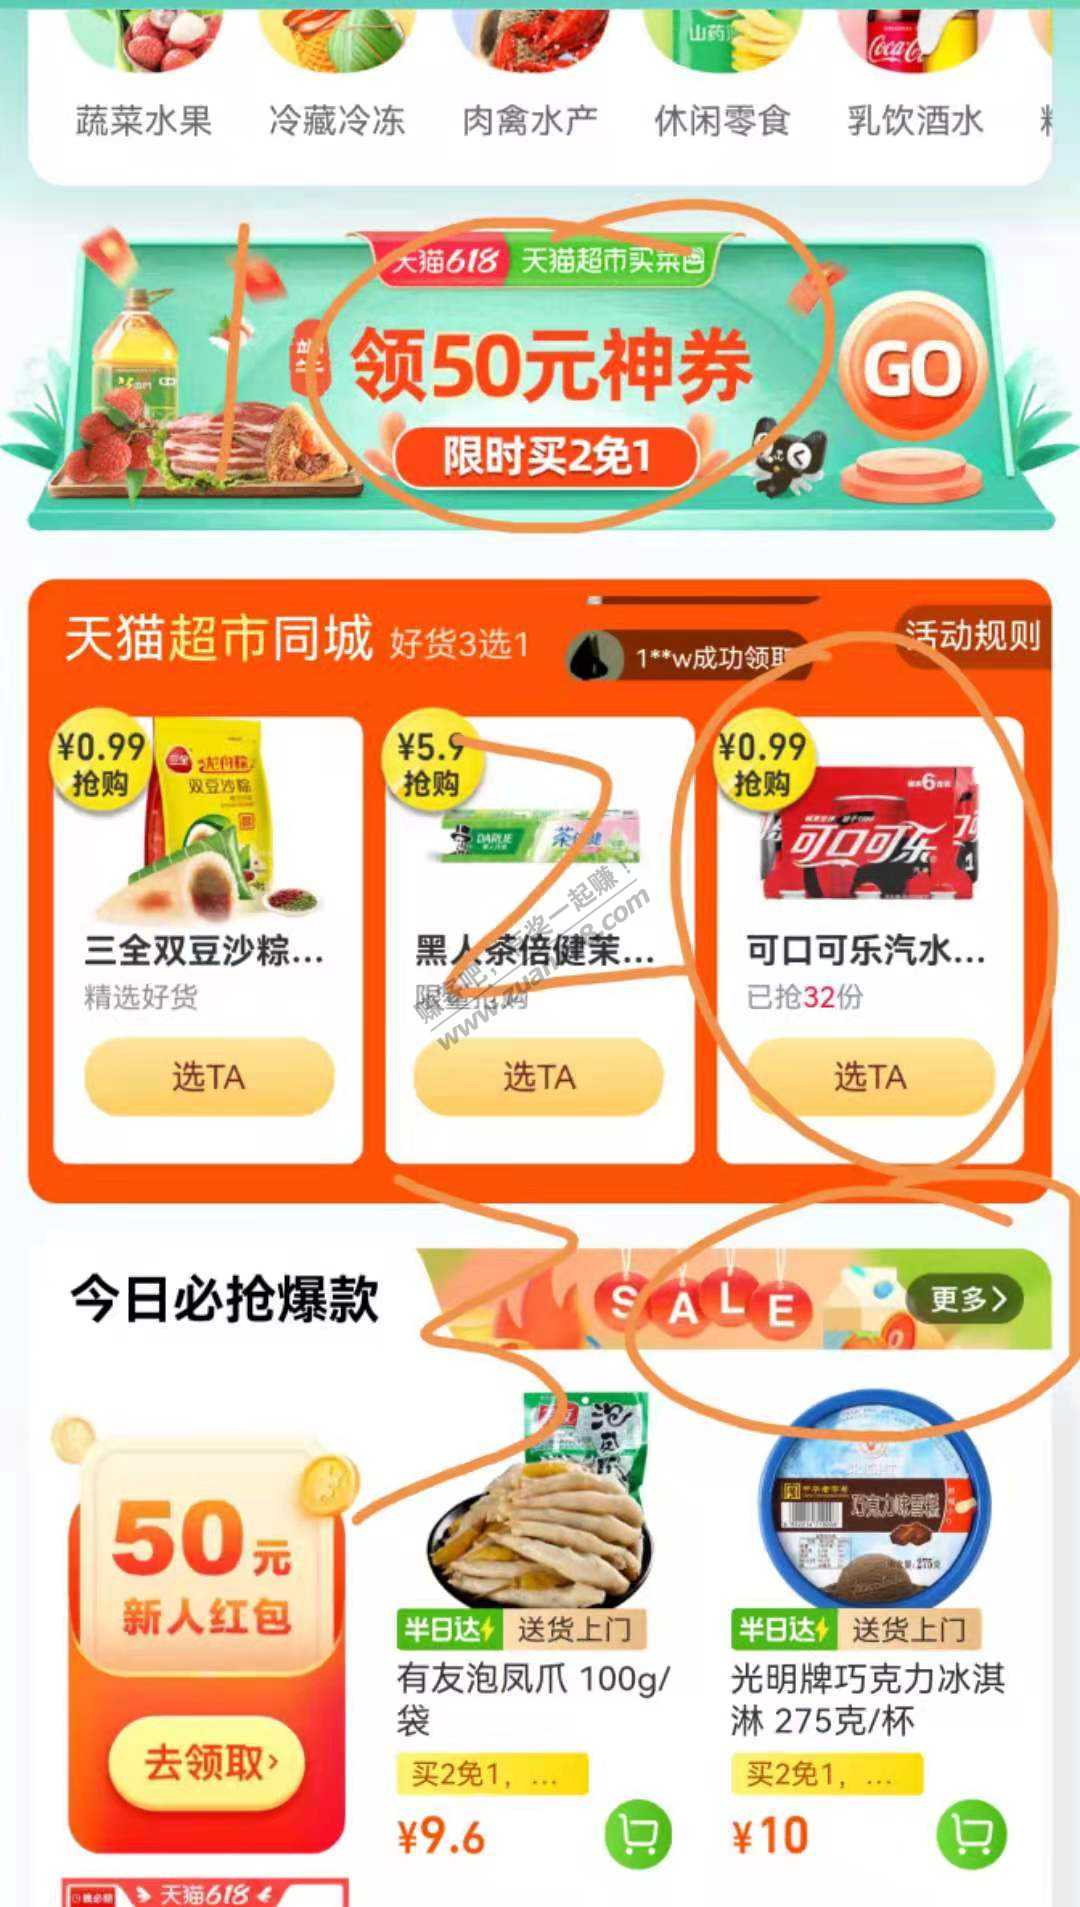 蔬菜水果 冷藏冷冻 肉禽水产 休闲零食 乳饮酒水
天猫618 天猫超市买菜
领50元神券
GO
限时买2免1
天猫超市同城 好货3选1
1**w成功领取
活动规则
¥0.99 抢购
¥5.9 抢购
¥0.99 抢购
三全双豆沙粽...
黑人茶倍健茉...
可口可乐汽水...
精选好货
限量抢购
已抢32份
选TA 选TA 选TA
今日必抢爆款
SALE
更多>
50元
新人红包
去领取>
半日达 送货上门
有友泡凤爪 100g/
袋
买2免1, ...
¥9.6
半日达 送货上门
光明牌巧克力冰淇
淋 275克/杯
买2免1, ...
¥10
天猫618